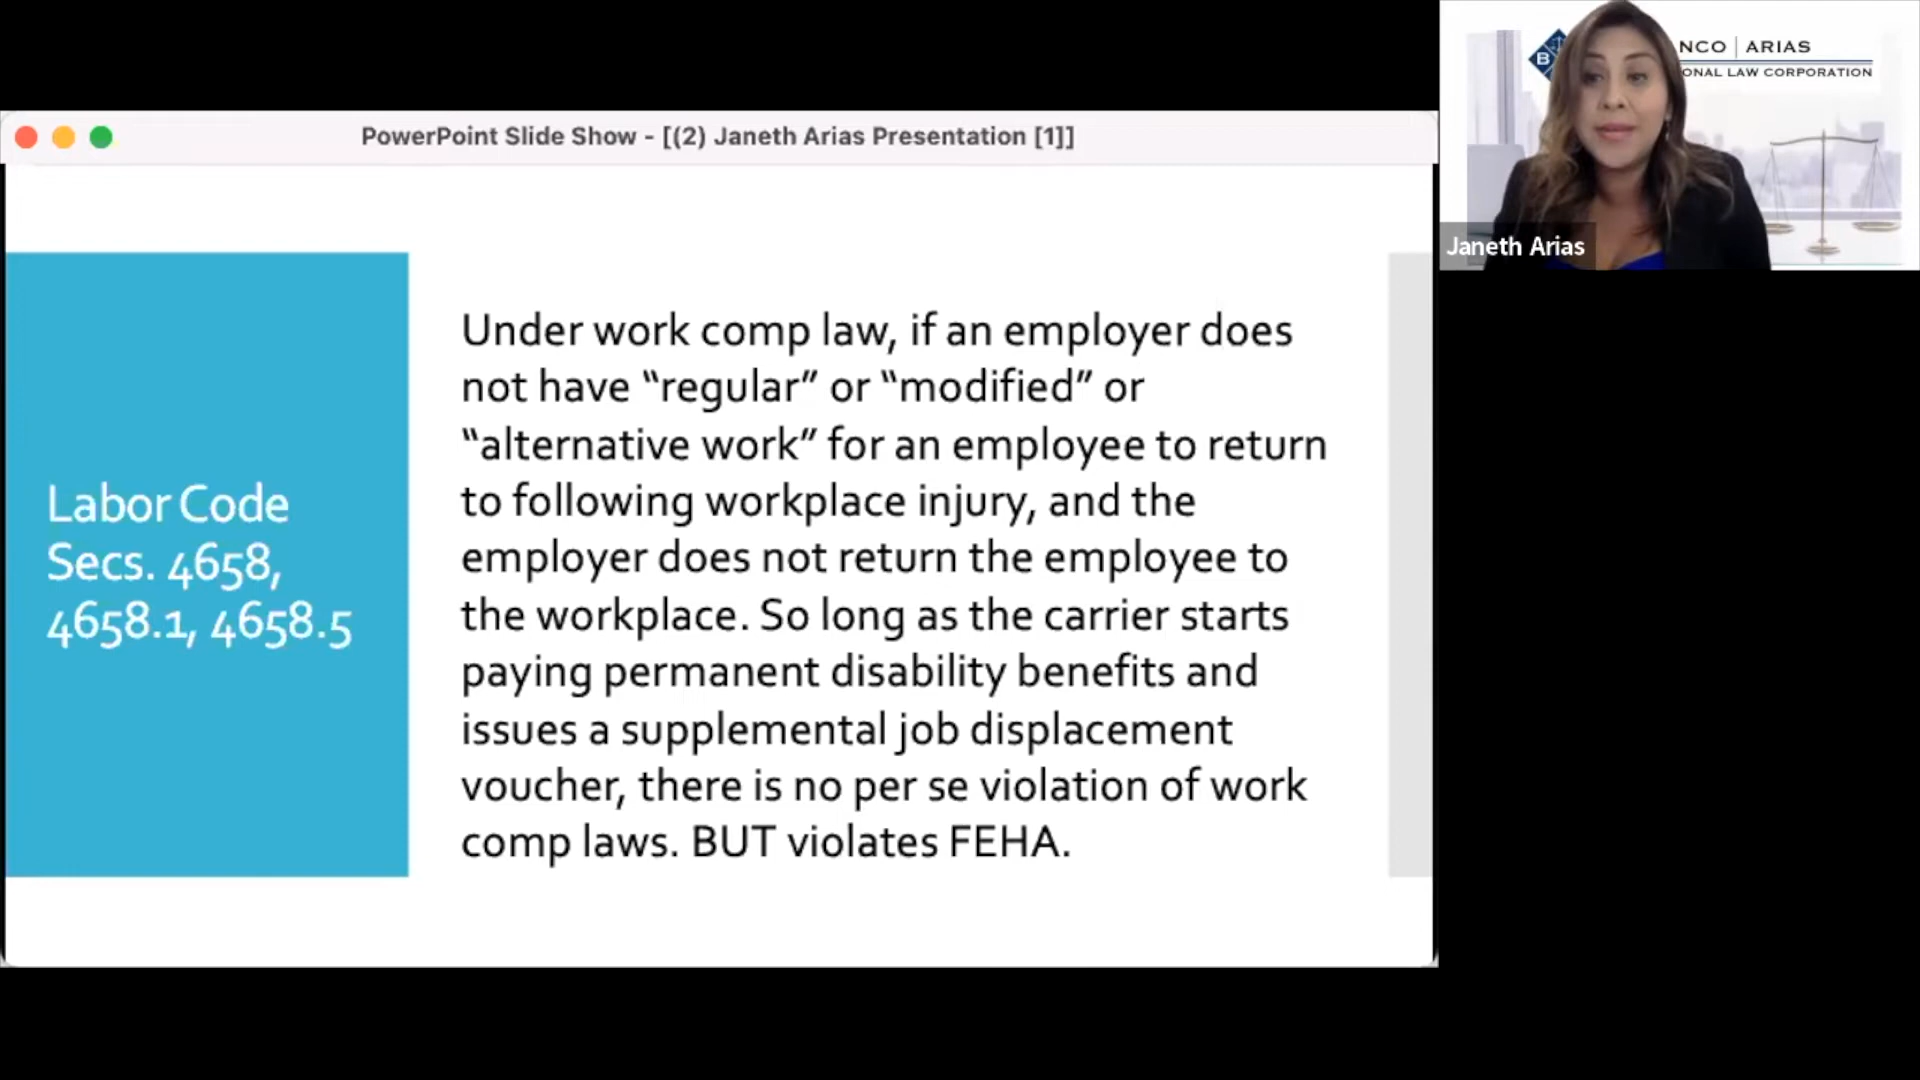 PowerPoint Slide Show - [(2) Janeth Arias Presentation [1]]
Labor Code
Secs. 4658,
4658.1, 4658.5
Under work comp law, if an employer does
not have “regular” or “modified” or
“alternative work” for an employee to return
to following workplace injury, and the
employer does not return the employee to
the workplace. So long as the carrier starts
paying permanent disability benefits and
issues a supplemental job displacement
voucher, there is no per se violation of work
comp laws. BUT violates FEHA.
B
NCO | ARIAS
ONAL LAW CORPORATION
Janeth Arias